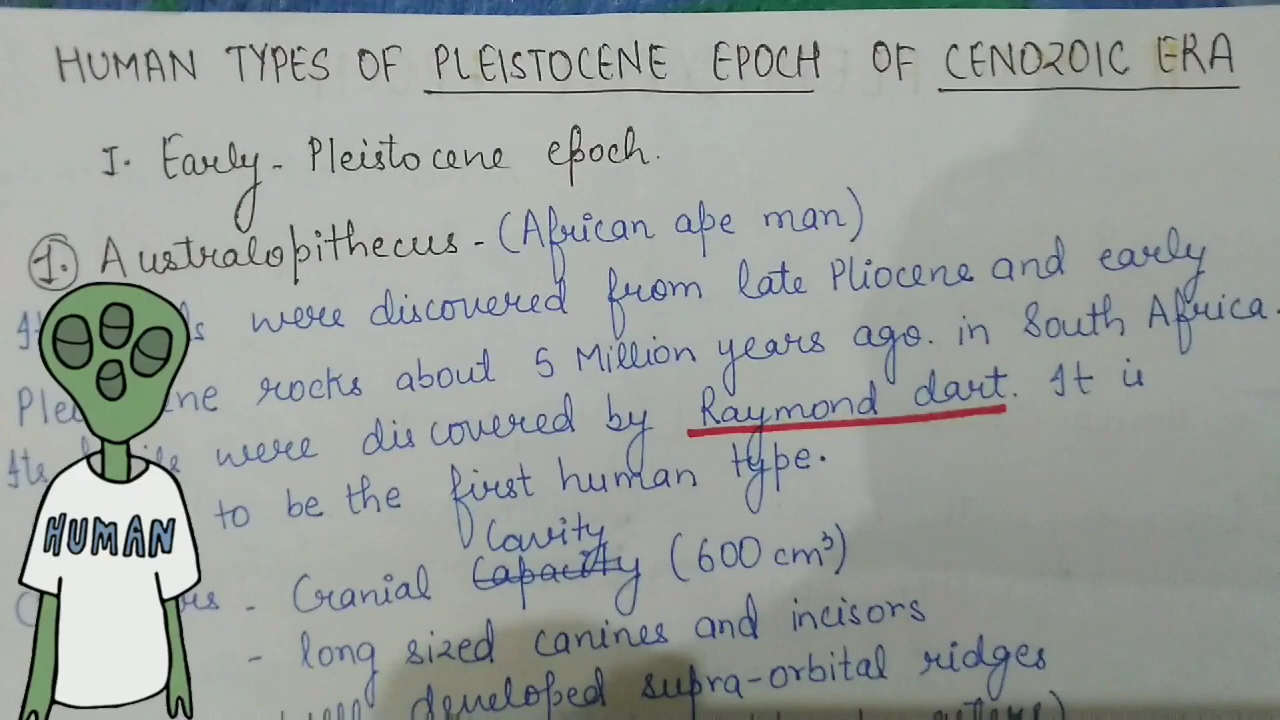 HUMAN TYPES OF PLEISTOCENE EPOCH OF CENOZOIC ERA
I. Early - Pleistocene epoch.
1. Australopithecus - (African ape man)
were discovered from late Pliocene and early
rocks about 5 Million years ago. in South Africa.
Its were discovered by Raymond dart. It is
to be the first human type.
Cavity
- Cranial Capacity (600 cm³)
- long sized canines and incisors
developed supra-orbital ridges
HUMAN